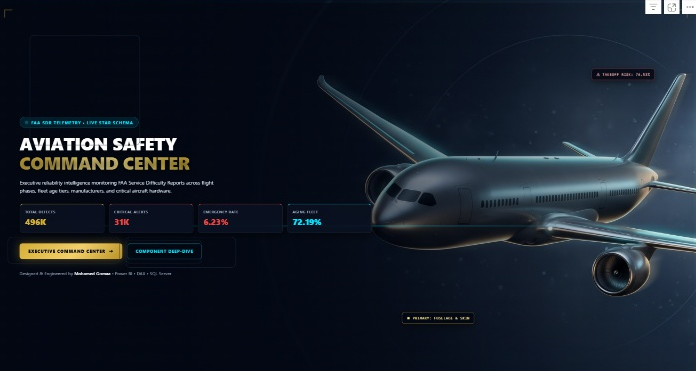 FAA SDR TELEMETRY • LIVE STAR SCHEMA
AVIATION SAFETY
COMMAND CENTER
Executive reliability intelligence monitoring FAA Service Difficulty Reports across flight
phases, fleet age tiers, manufacturers, and critical aircraft hardware.
TOTAL DEFECTS
496K
CRITICAL ALERTS
31K
EMERGENCY RATE
6.23%
AGING FLEET
72.19%
EXECUTIVE COMMAND CENTER →
COMPONENT DEEP-DIVE
Designed & Engineered by Mohamed • Power BI • DAX • SQL Server
PRIMARY: FUSELAGE & SKIN